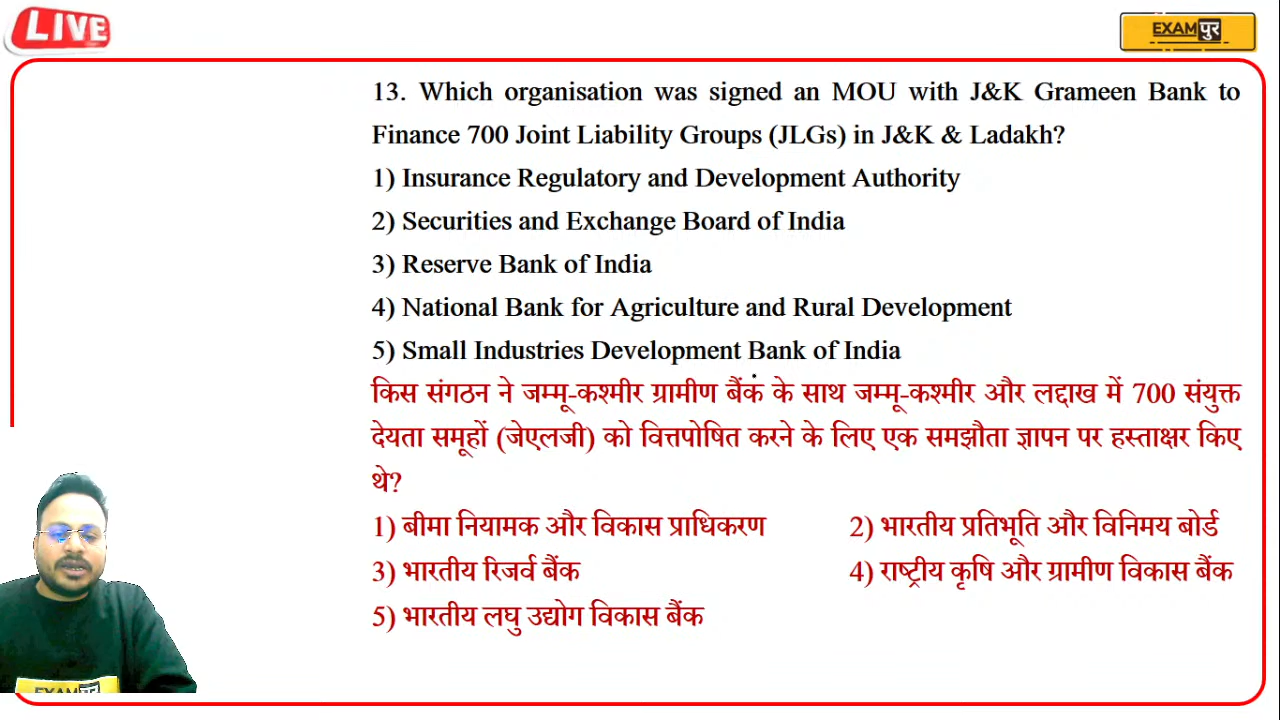 LIVE
EXAMपुर
13. Which organisation was signed an MOU with J&K Grameen Bank to
Finance 700 Joint Liability Groups (JLGs) in J&K & Ladakh?
1) Insurance Regulatory and Development Authority
2) Securities and Exchange Board of India
3) Reserve Bank of India
4) National Bank for Agriculture and Rural Development
5) Small Industries Development Bank of India
किस संगठन ने जम्मू-कश्मीर ग्रामीण बैंक के साथ जम्मू-कश्मीर और लद्दाख में 700 संयुक्त
देयता समूहों (जेएलजी) को वित्तपोषित करने के लिए एक समझौता ज्ञापन पर हस्ताक्षर किए
थे?
1) बीमा नियामक और विकास प्राधिकरण 2) भारतीय प्रतिभूति और विनिमय बोर्ड
3) भारतीय रिजर्व बैंक 4) राष्ट्रीय कृषि और ग्रामीण विकास बैंक
5) भारतीय लघु उद्योग विकास बैंक
EXAMपुर